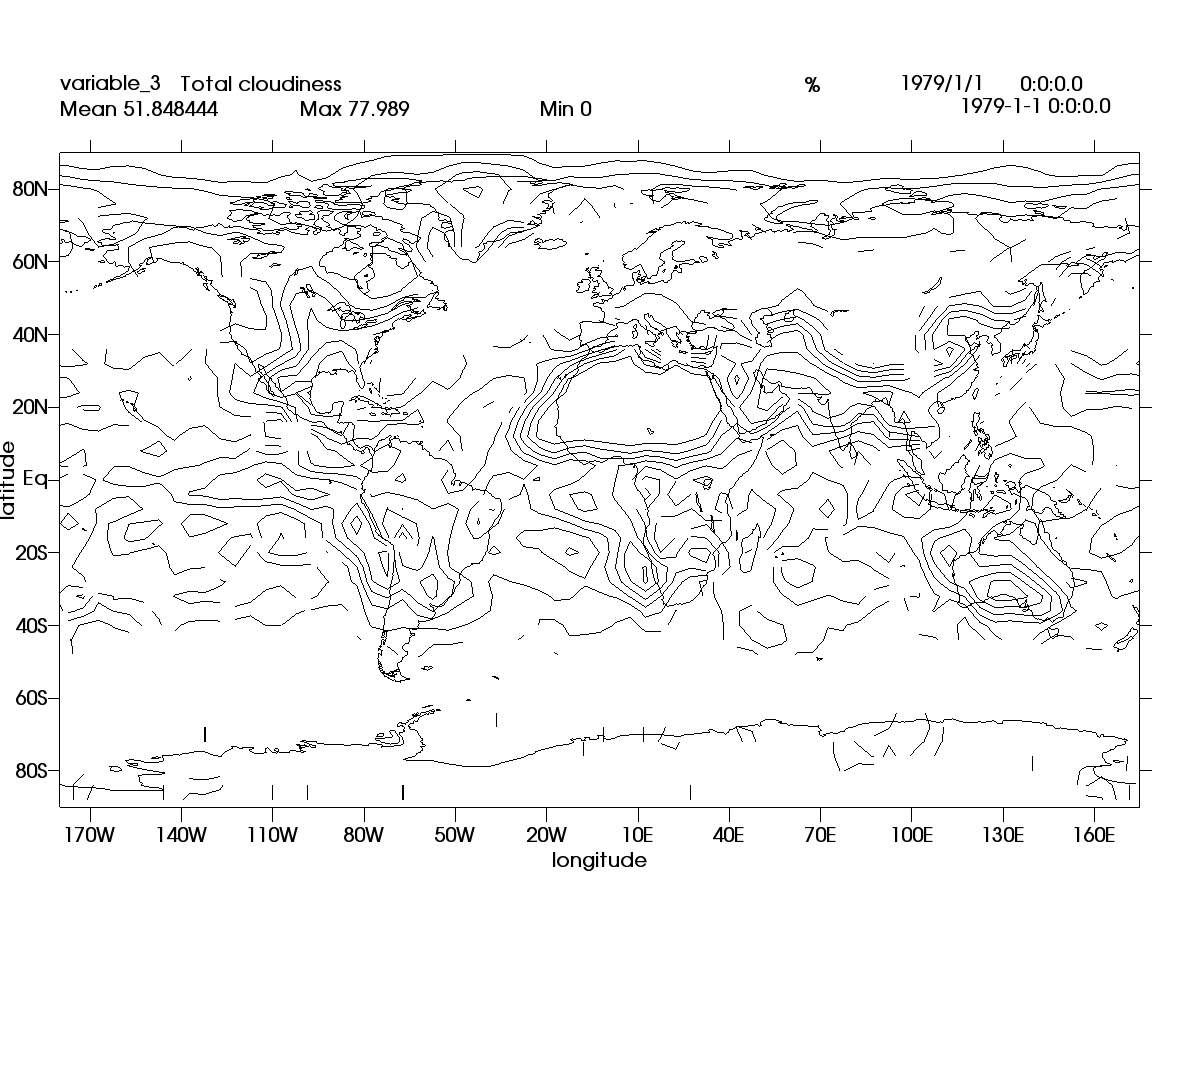 variable_3 Total cloudiness % 1979/1/1 0:0:0.0
Mean 51.848444 Max 77.989 Min 0 1979-1-1 0:0:0.0
80N
60N
40N
20N
Eq
20S
40S
60S
80S
latitude
170W 140W 110W 80W 50W 20W 10E 40E 70E 100E 130E 160E
longitude